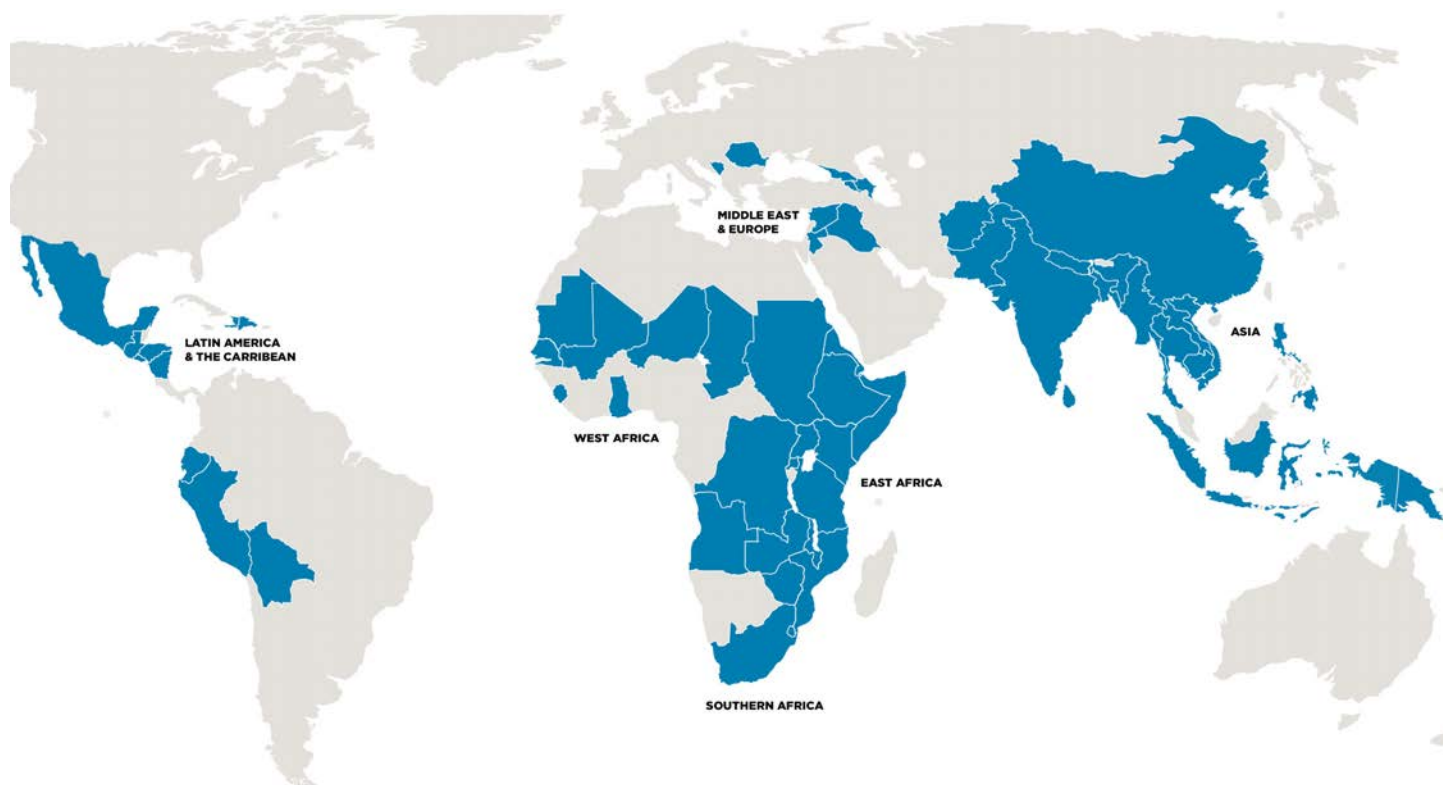 MIDDLE EAST
& EUROPE
LATIN AMERICA
& THE CARRIBEAN
ASIA
WEST AFRICA
EAST AFRICA
SOUTHERN AFRICA